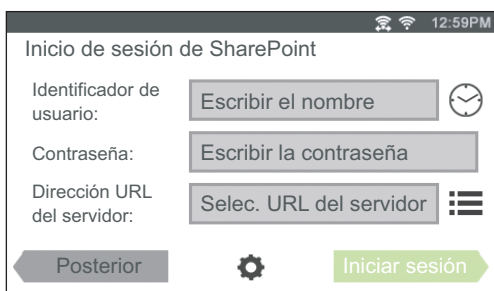 12:59PM
Inicio de sesión de SharePoint
Identificador de
usuario:
Escribir el nombre
Contraseña:
Escribir la contraseña
Dirección URL
del servidor:
Selec. URL del servidor
Posterior
Iniciar sesión